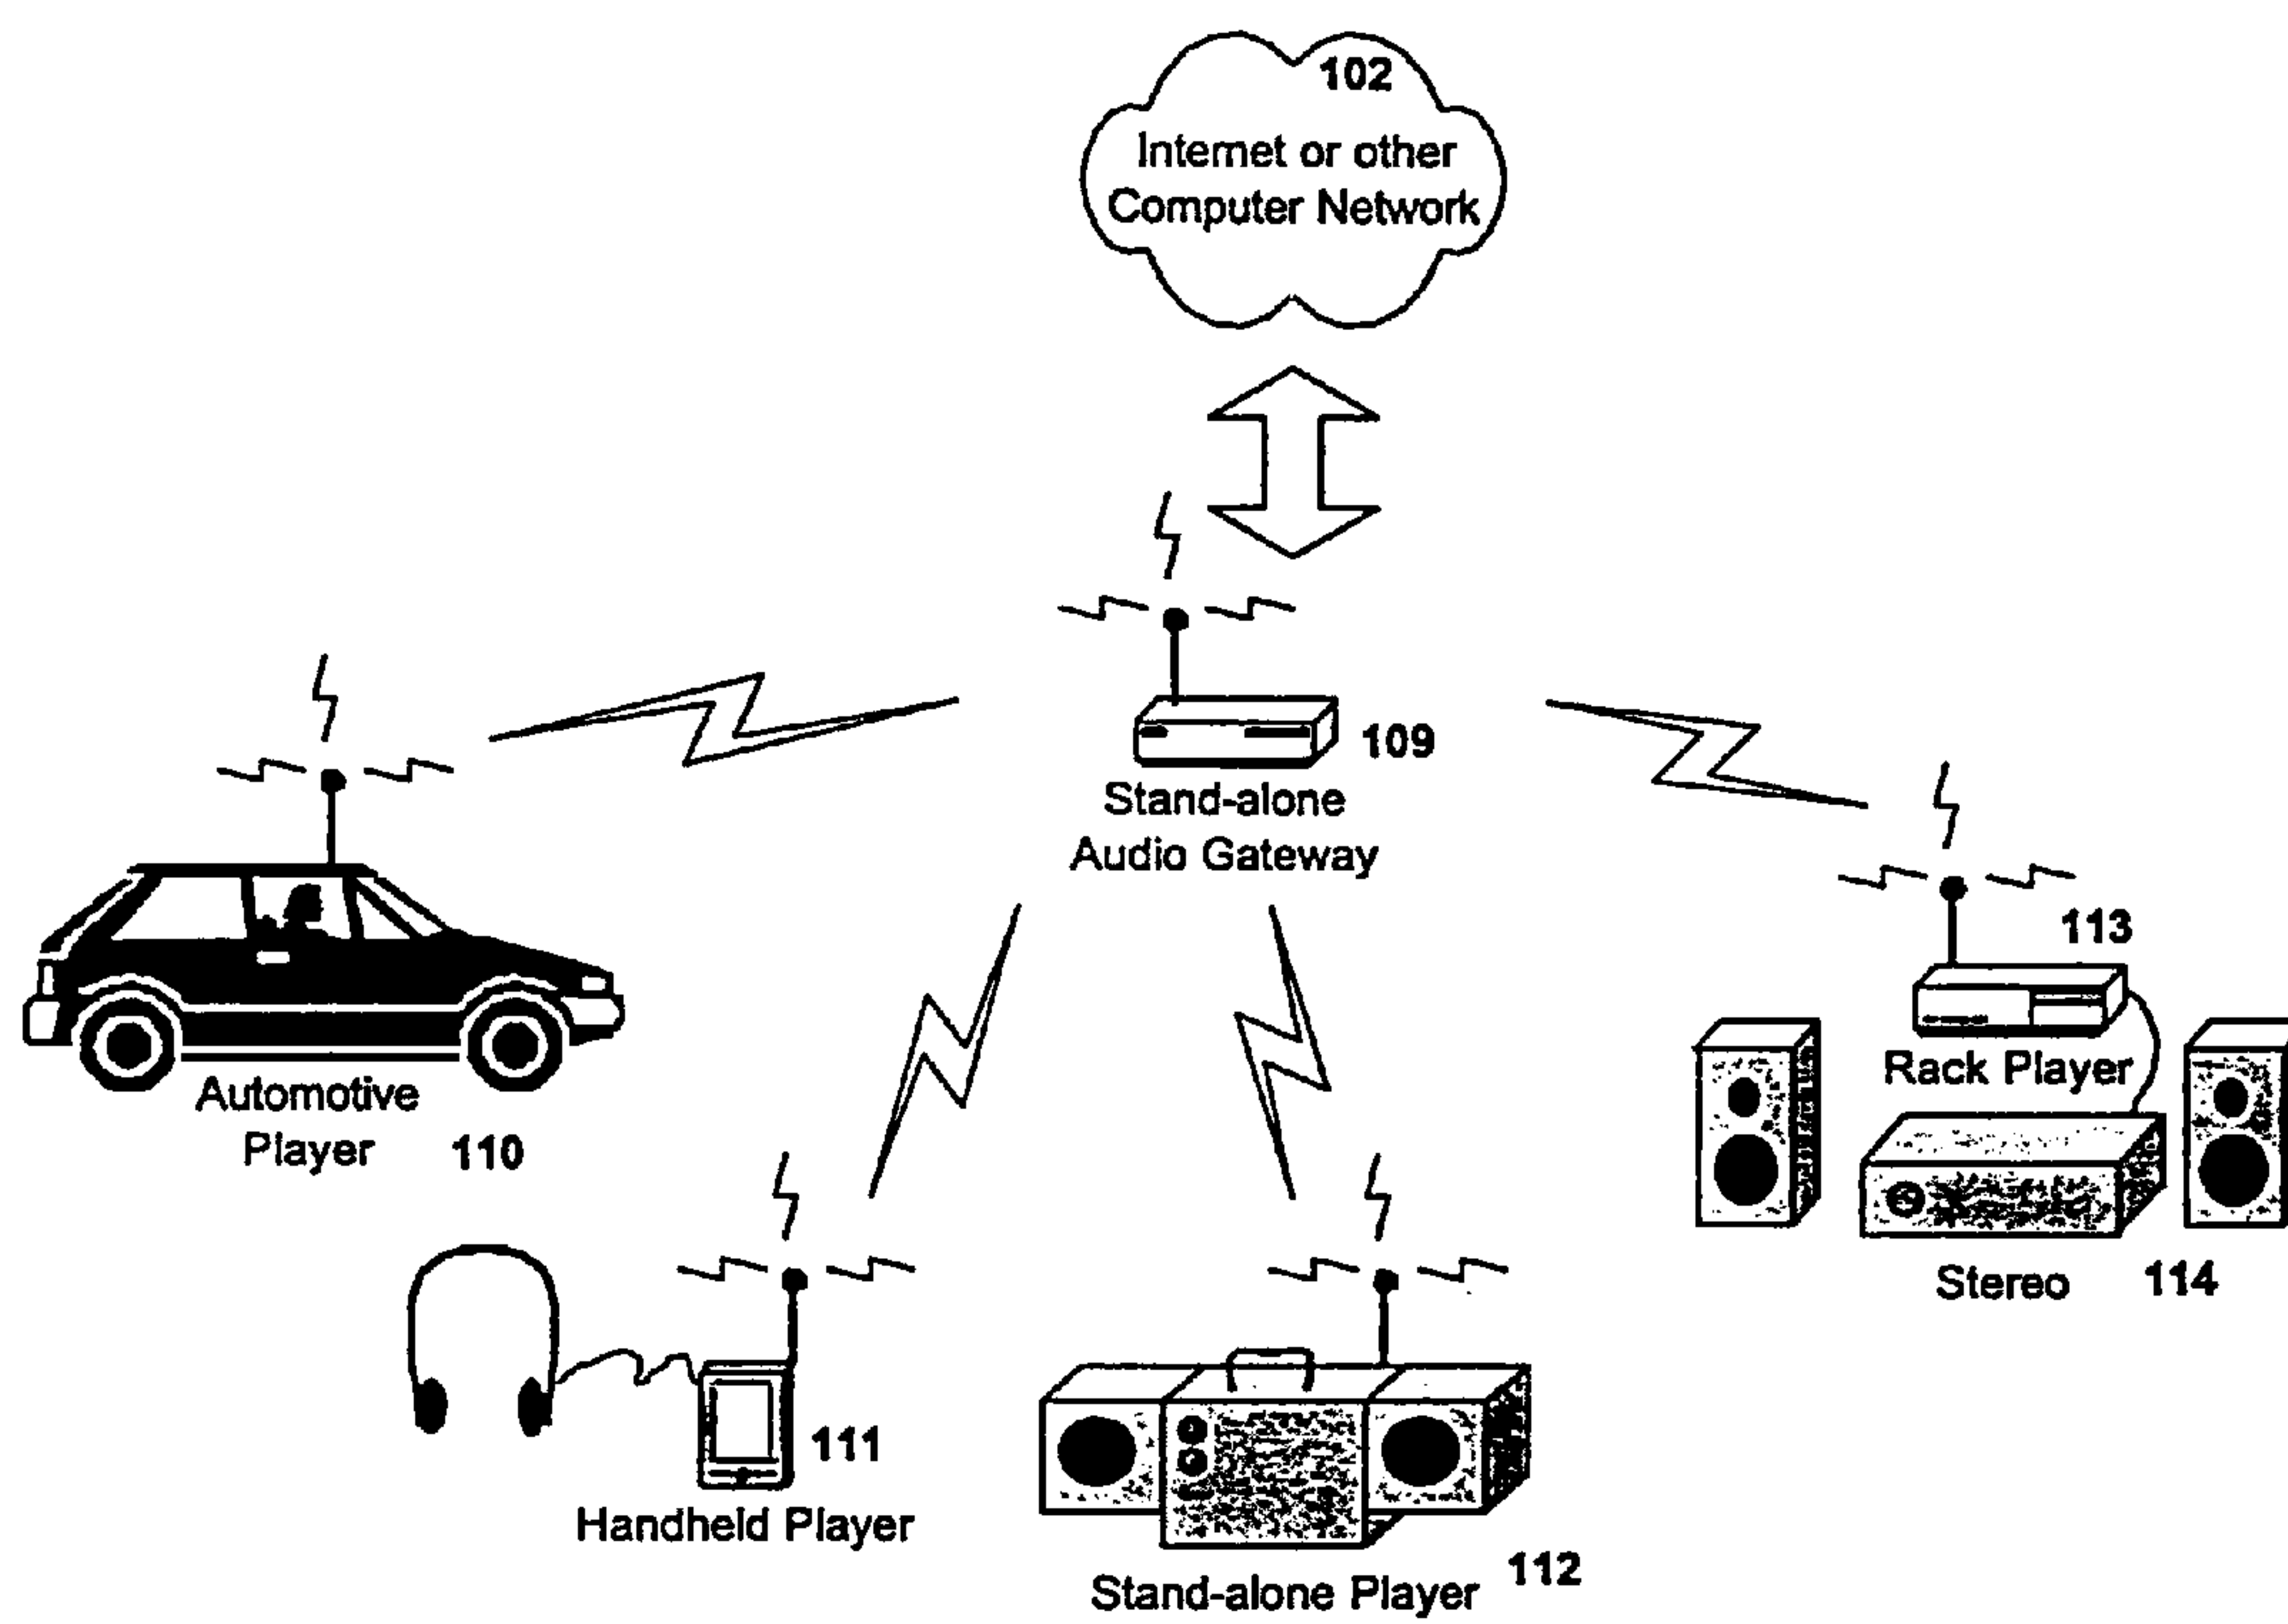 102
Internet or other
Computer Network
109
Stand-alone
Audio Gateway
113
Rack Player
Automotive
Player 110
Stereo 114
111
Handheld Player
112
Stand-alone Player